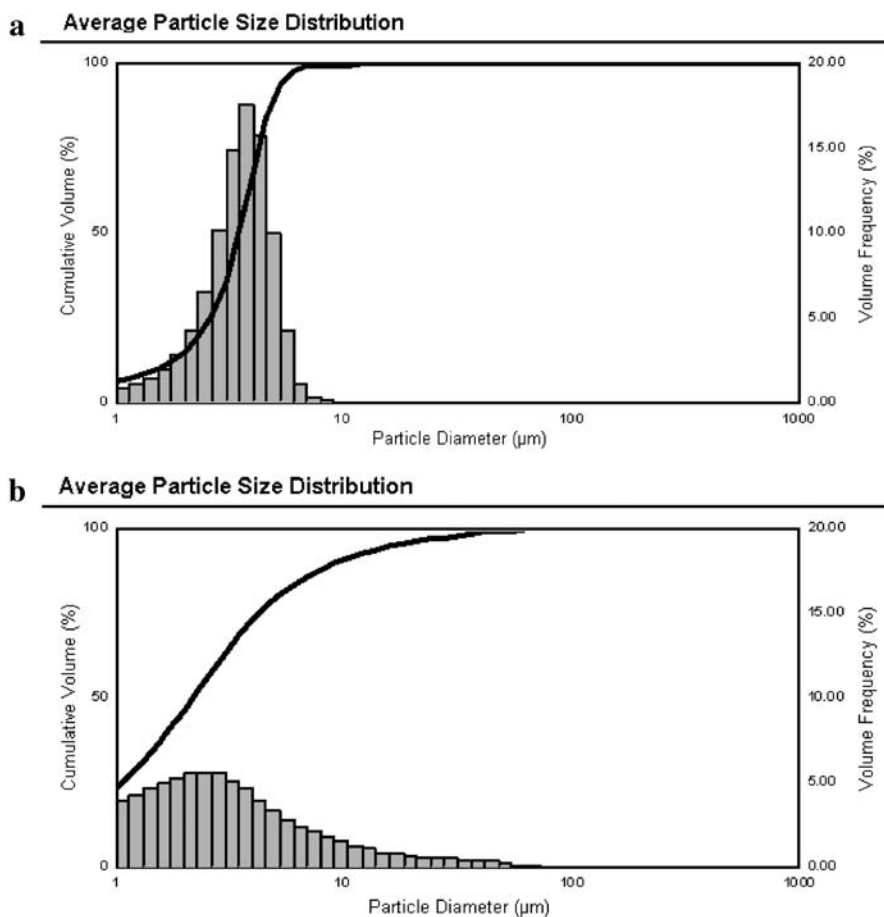 a Average Particle Size Distribution
100 20.00
15.00
50 10.00
5.00
0 0.00
Cumulative Volume (%)
Volume Frequency (%)
1 10 100 1000
Particle Diameter (µm)
b Average Particle Size Distribution
100 20.00
15.00
50 10.00
5.00
0 0.00
Cumulative Volume (%)
Volume Frequency (%)
1 10 100 1000
Particle Diameter (µm)